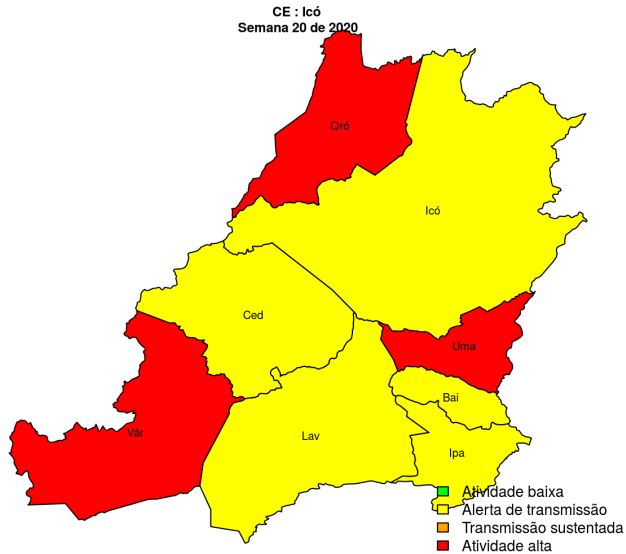 CE : Icó
Semana 20 de 2020
Oró
Icó
Ced
Uma
Bai
Vár
Lav
Ipa
Atividade baixa
Alerta de transmissão
Transmissão sustentada
Atividade alta